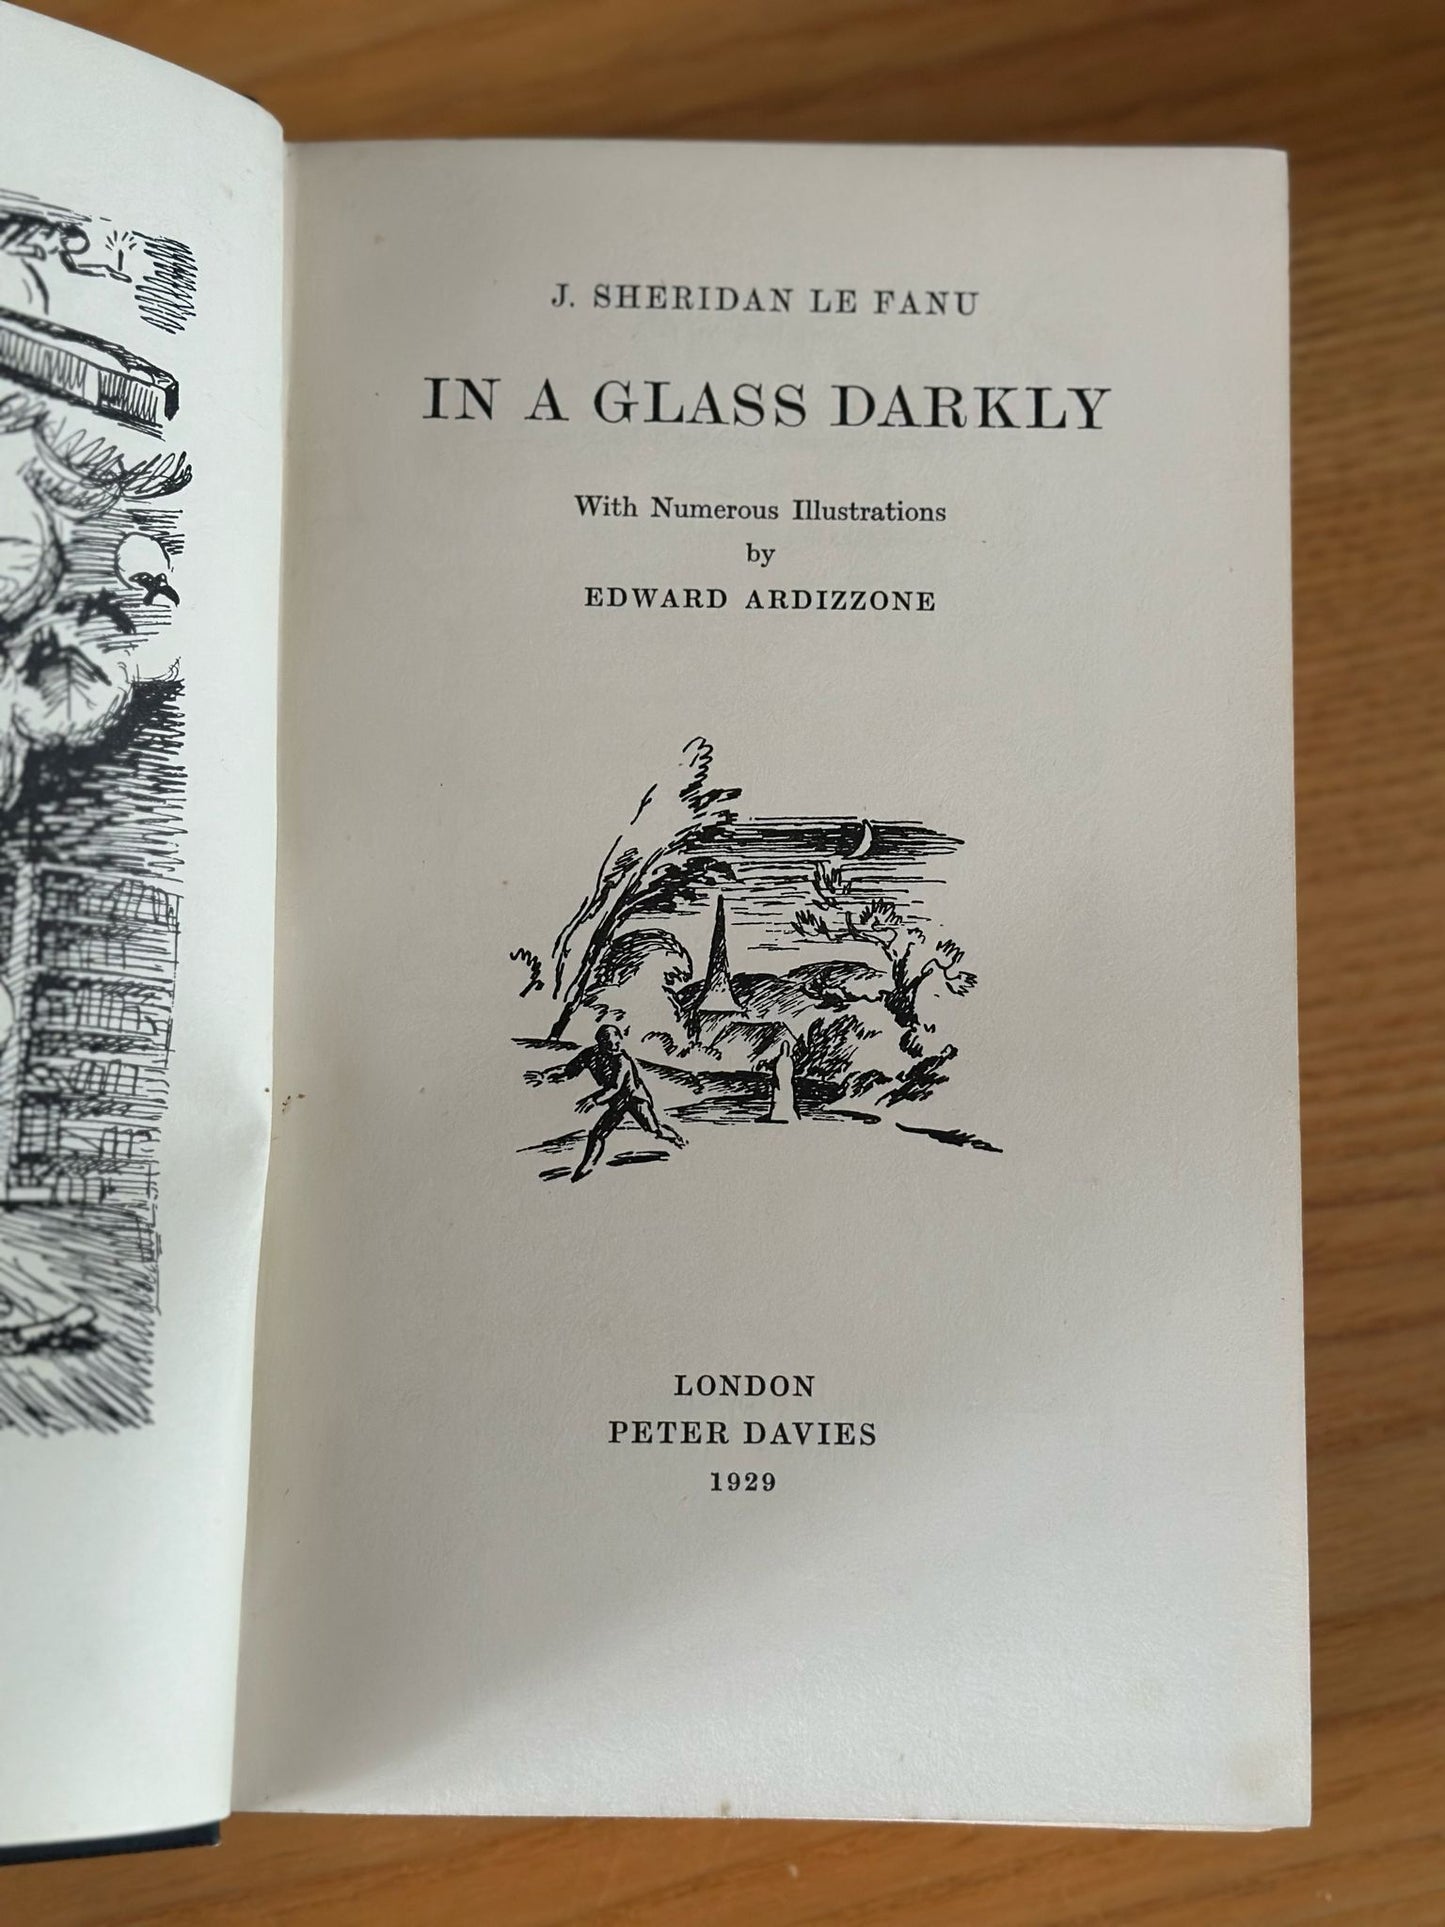 J. SHERIDAN LE FANU
IN A GLASS DARKLY
With Numerous Illustrations
by
EDWARD ARDIZZONE
LONDON
PETER DAVIES
1929